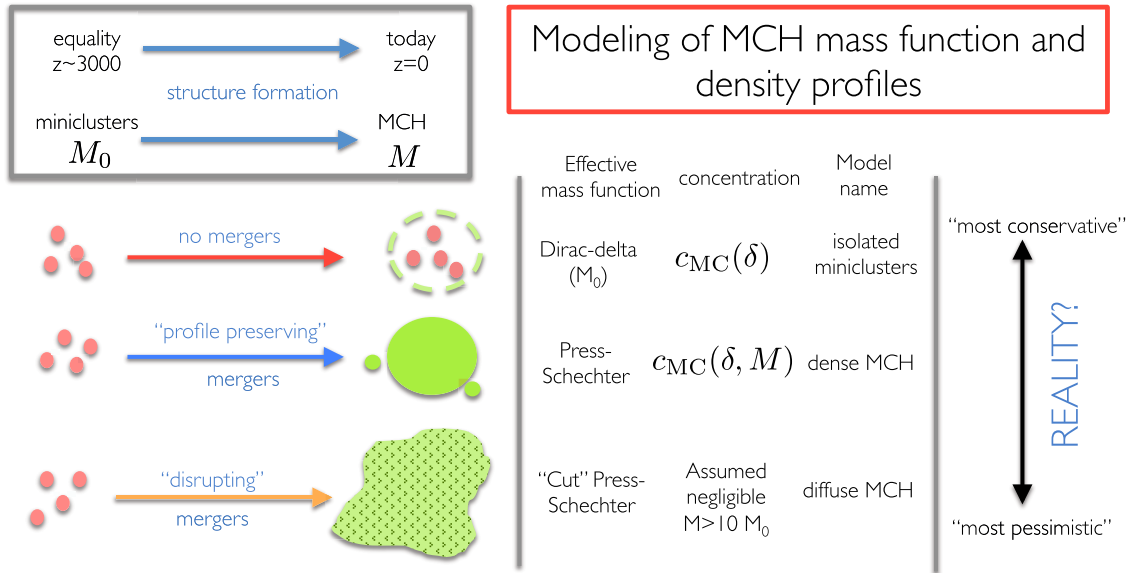 equality
z~3000
today
z=0
structure formation
miniclusters
M₀
MCH
M
Modeling of MCH mass function and
density profiles
Effective
mass function
concentration
Model
name
no mergers
Dirac-delta
(M₀)
c_MC(δ)
isolated
miniclusters
“profile preserving”
mergers
Press-
Schechter
c_MC(δ, M)
dense MCH
“disrupting”
mergers
“Cut” Press-
Schechter
Assumed
negligible
M>10 M₀
diffuse MCH
“most conservative”
REALITY?
“most pessimistic”